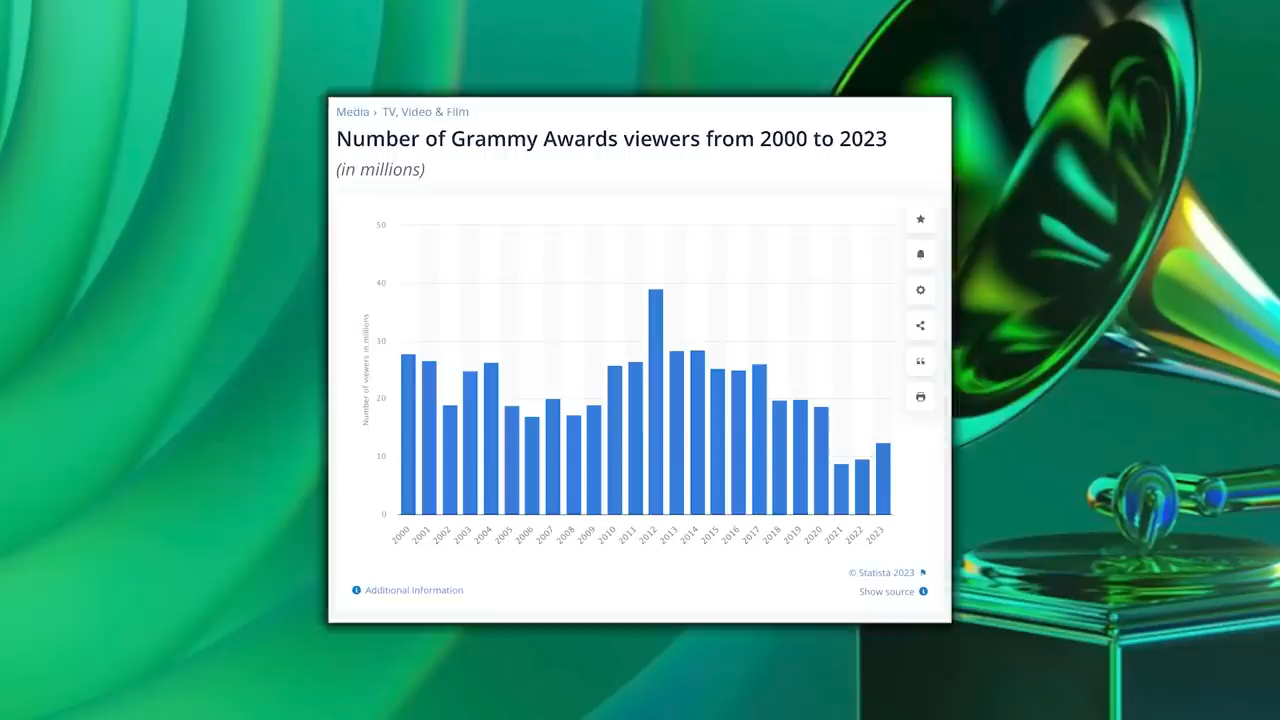 Media › TV, Video & Film
Number of Grammy Awards viewers from 2000 to 2023
(in millions)
Number of viewers in millions
50
40
30
20
10
0
2000 2001 2002 2003 2004 2005 2006 2007 2008 2009 2010 2011 2012 2013 2014 2015 2016 2017 2018 2019 2020 2021 2022 2023
© Statista 2023
Additional Information
Show source